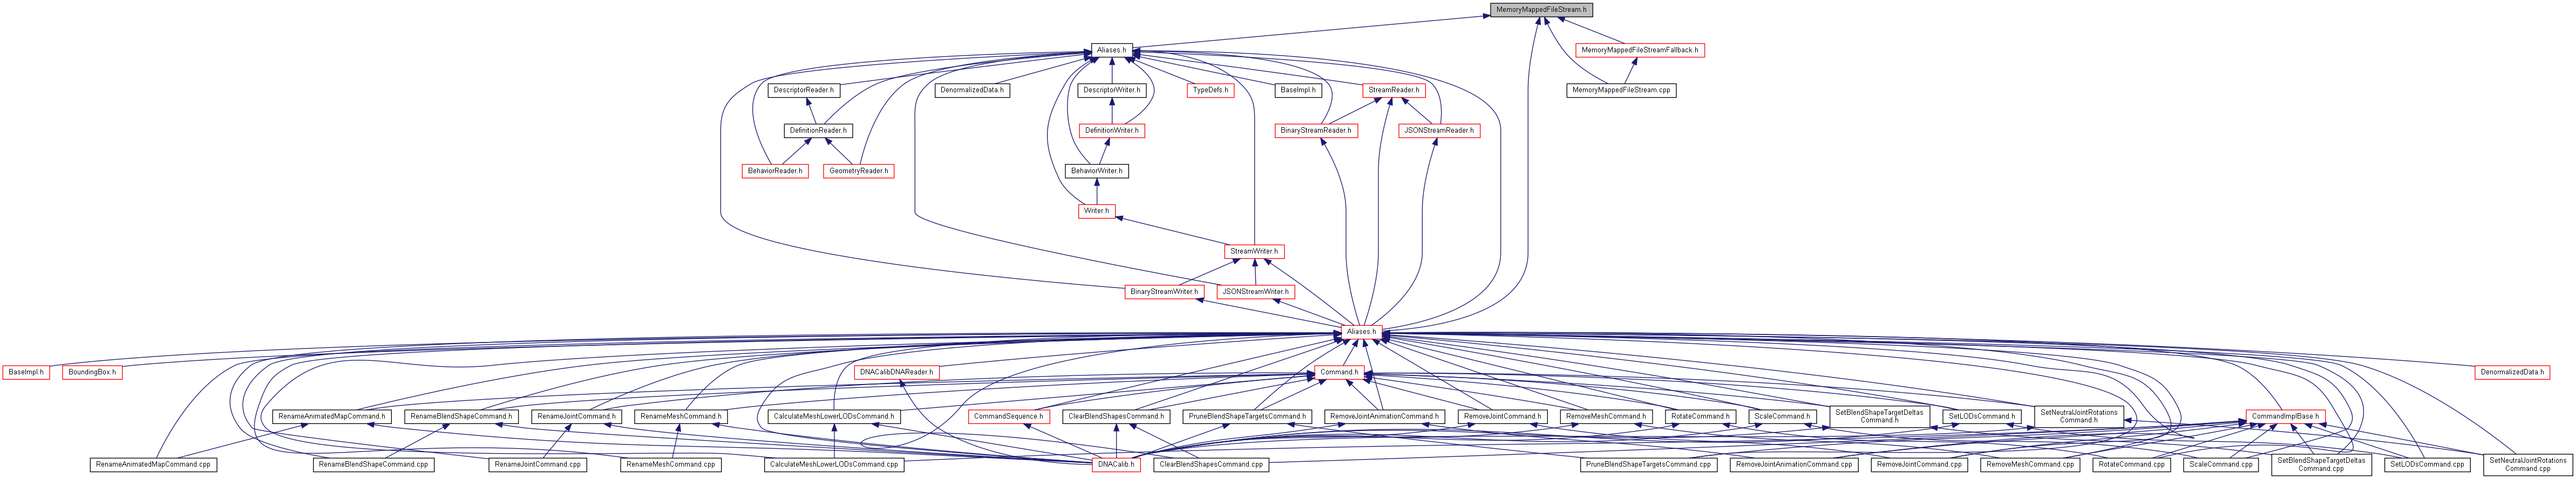 MemoryMappedFileStream.h
Aliases.h
MemoryMappedFileStreamFallback.h
DescriptorReader.h
DenormalizedData.h
DescriptorWriter.h
TypeDefs.h
BaseImpl.h
StreamReader.h
MemoryMappedFileStream.cpp
DefinitionReader.h
DefinitionWriter.h
BinaryStreamReader.h
JSONStreamReader.h
BehaviorReader.h
GeometryReader.h
BehaviorWriter.h
Writer.h
StreamWriter.h
BinaryStreamWriter.h
JSONStreamWriter.h
Aliases.h
BaseImpl.h
BoundingBox.h
DNACalibDNAReader.h
Command.h
DenormalizedData.h
RenameAnimatedMapCommand.h
RenameBlendShapeCommand.h
RenameJointCommand.h
RenameMeshCommand.h
CalculateMeshLowerLODsCommand.h
CommandSequence.h
ClearBlendShapesCommand.h
PruneBlendShapeTargetsCommand.h
RemoveJointAnimationCommand.h
RemoveJointCommand.h
RemoveMeshCommand.h
RotateCommand.h
ScaleCommand.h
SetBlendShapeTargetDeltas
Command.h
SetLODsCommand.h
SetNeutralJointRotations
Command.h
CommandImplBase.h
RenameAnimatedMapCommand.cpp
RenameBlendShapeCommand.cpp
RenameJointCommand.cpp
RenameMeshCommand.cpp
CalculateMeshLowerLODsCommand.cpp
DNACalib.h
ClearBlendShapesCommand.cpp
PruneBlendShapeTargetsCommand.cpp
RemoveJointAnimationCommand.cpp
RemoveJointCommand.cpp
RemoveMeshCommand.cpp
RotateCommand.cpp
ScaleCommand.cpp
SetBlendShapeTargetDeltas
Command.cpp
SetLODsCommand.cpp
SetNeutralJointRotations
Command.cpp